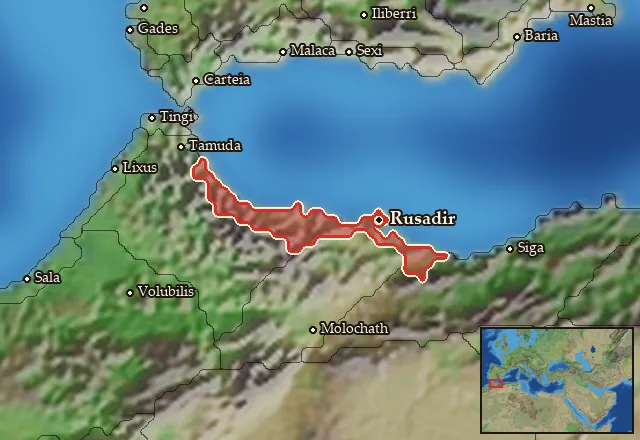 Iliberri
Mastia
Gades
Baria
Malaca
Sexi
Carteia
Tingi
Tamuda
Lixus
Rusadir
Siga
Sala
Volubilis
Molochath